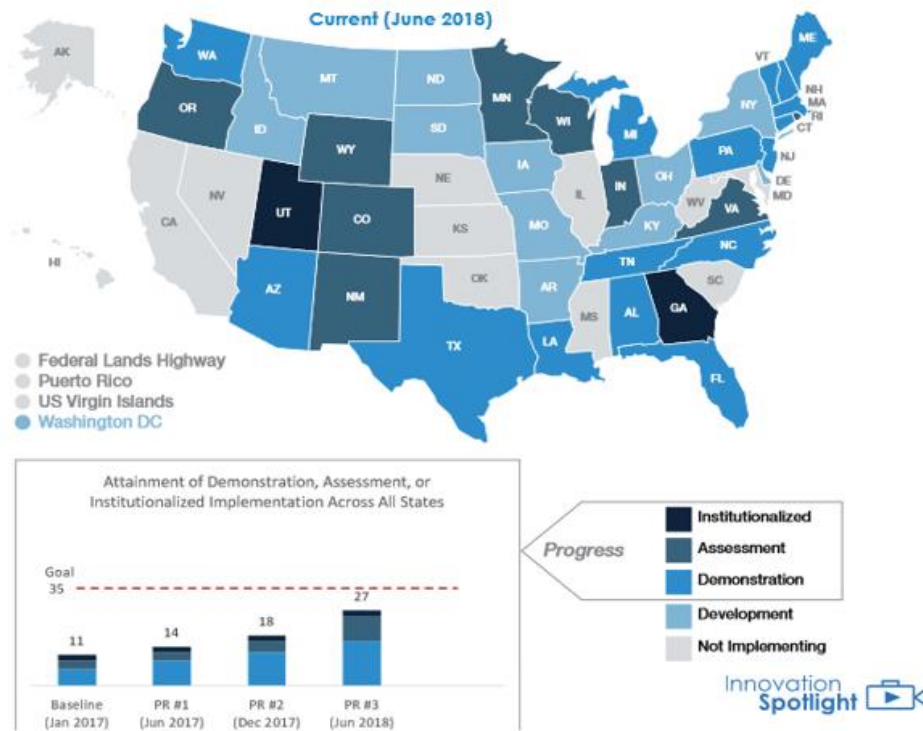 Current (June 2018)
AK
WA
MT
ND
MN
ME
VT
NH
MA
RI
CT
OR
ID
SD
WI
MI
NY
WY
IA
PA
NJ
DE
MD
NV
UT
CO
NE
IL
IN
OH
WV
VA
CA
KS
MO
KY
NC
HI
AZ
NM
OK
AR
TN
SC
TX
LA
MS
AL
GA
FL
Federal Lands Highway
Puerto Rico
US Virgin Islands
Washington DC
Attainment of Demonstration, Assessment, or
Institutionalized Implementation Across All States
Goal
35
11
14
18
27
Baseline
(Jan 2017)
PR #1
(Jun 2017)
PR #2
(Dec 2017)
PR #3
(Jun 2018)
Progress
Institutionalized
Assessment
Demonstration
Development
Not Implementing
Innovation
Spotlight